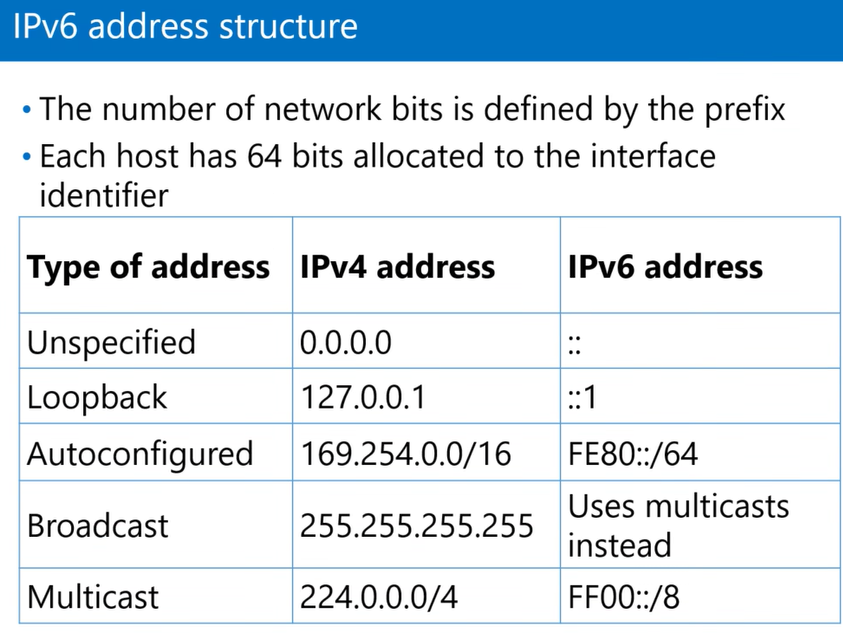 IPv6 address structure
• The number of network bits is defined by the prefix
• Each host has 64 bits allocated to the interface
identifier
Type of address IPv4 address IPv6 address
Unspecified 0.0.0.0 ::
Loopback 127.0.0.1 ::1
Autoconfigured 169.254.0.0/16 FE80::/64
Broadcast 255.255.255.255 Uses multicasts
instead
Multicast 224.0.0.0/4 FF00::/8